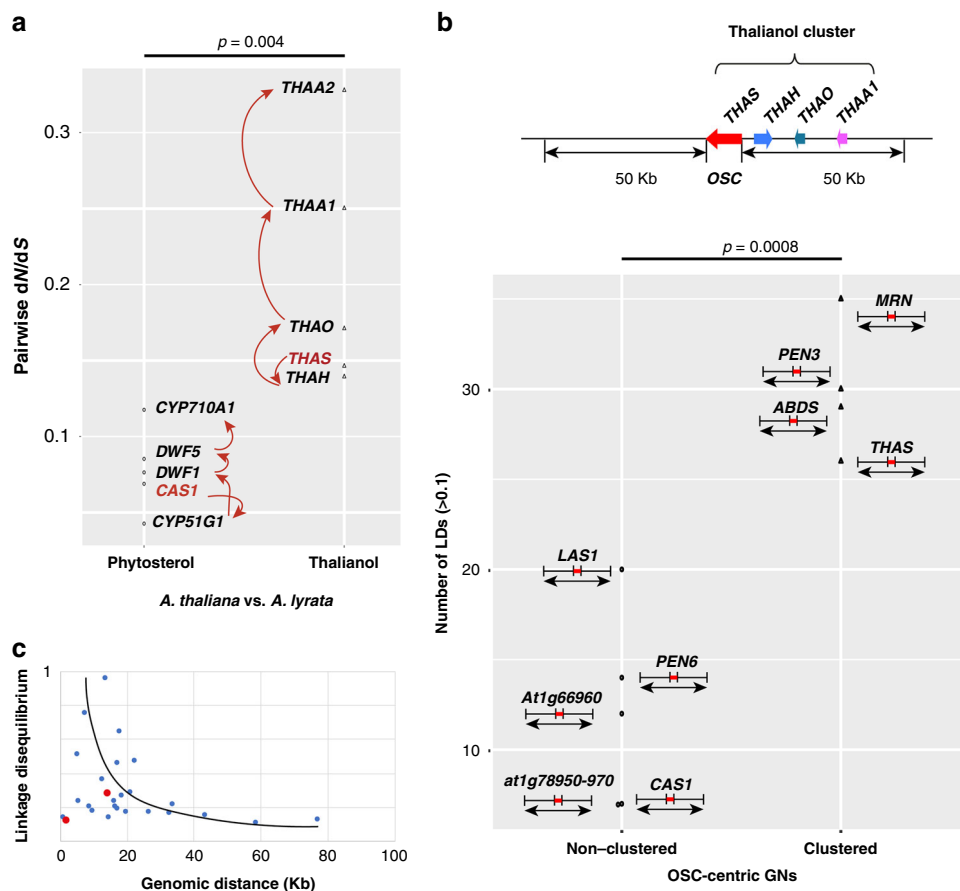 a
p = 0.004
Pairwise dN/dS
0.3
0.2
0.1
THAA2
THAA1
THAO
THAS
THAH
CYP710A1
DWF5
DWF1
CAS1
CYP51G1
Phytosterol
Thalianol
A. thaliana vs. A. lyrata
b
Thalianol cluster
THAS
THAH
THAO
THAA1
50 Kb
OSC
50 Kb
p = 0.0008
Number of LDs (>0.1)
30
20
10
MRN
PEN3
ABDS
THAS
LAS1
PEN6
At1g66960
at1g78950-970
CAS1
Non–clustered
Clustered
OSC-centric GNs
c
Linkage disequilibrium
1
0
20
40
60
80
100
Genomic distance (Kb)